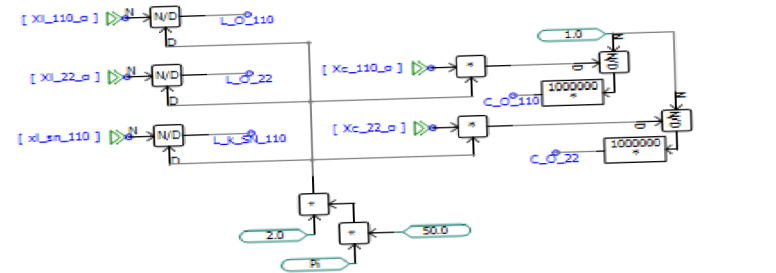 [ Xl_110_o ] N N/D L_O_110
D
1.0
[ Xl_22_o ] N N/D L_O_22
D
[ Xc_110_o ] * D N N/D
C_O_110 1000000
*
[ xl_sn_110 ] N N/D L_k_SN_110
D
[ Xc_22_o ] * D N N/D
C_O_22 1000000
*
*
2.0 * 50.0
Pi